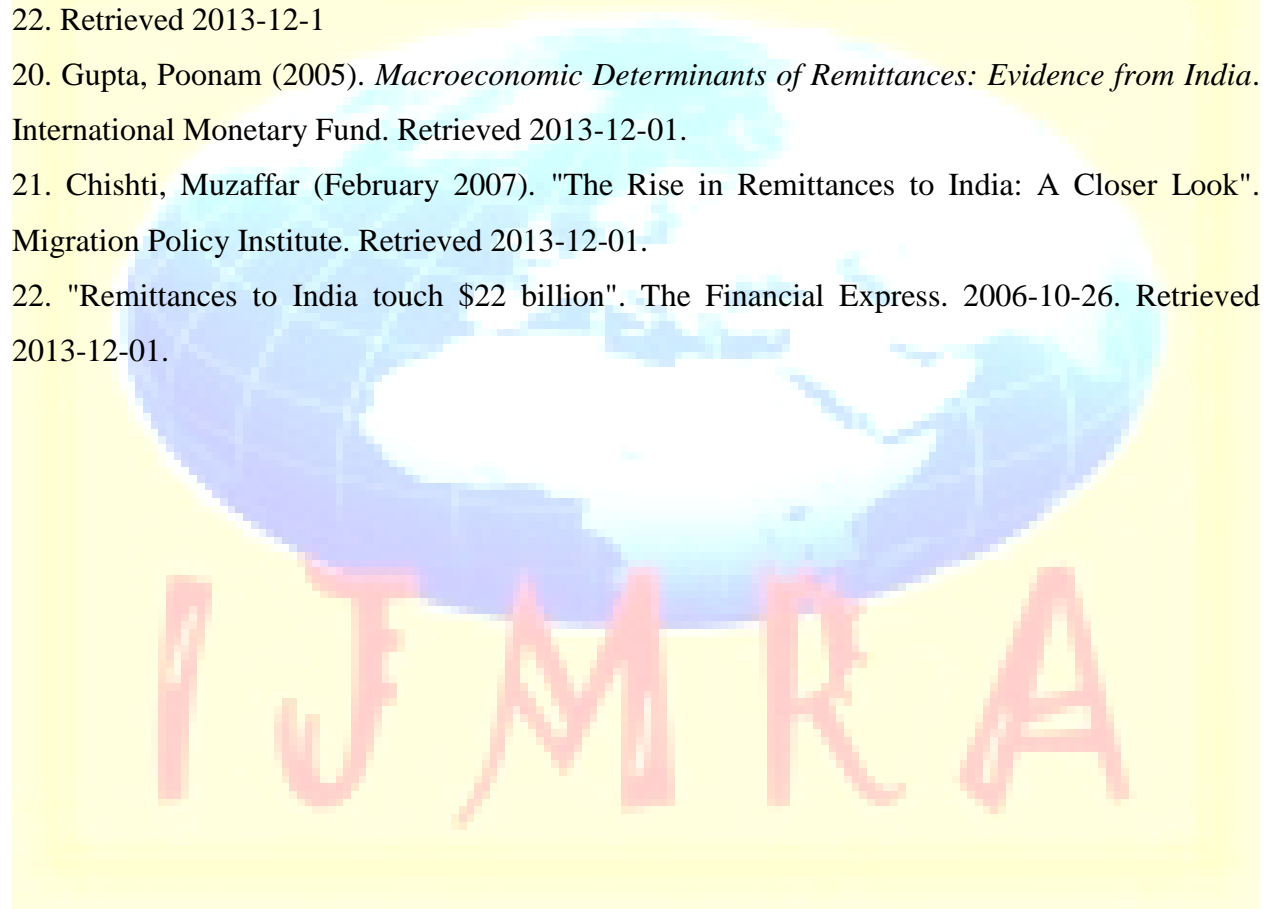 22. Retrieved 2013-12-1
20. Gupta, Poonam (2005). Macroeconomic Determinants of Remittances: Evidence from India.
International Monetary Fund. Retrieved 2013-12-01.
21. Chishti, Muzaffar (February 2007). "The Rise in Remittances to India: A Closer Look".
Migration Policy Institute. Retrieved 2013-12-01.
22. "Remittances to India touch $22 billion". The Financial Express. 2006-10-26. Retrieved
2013-12-01.
IJMRA